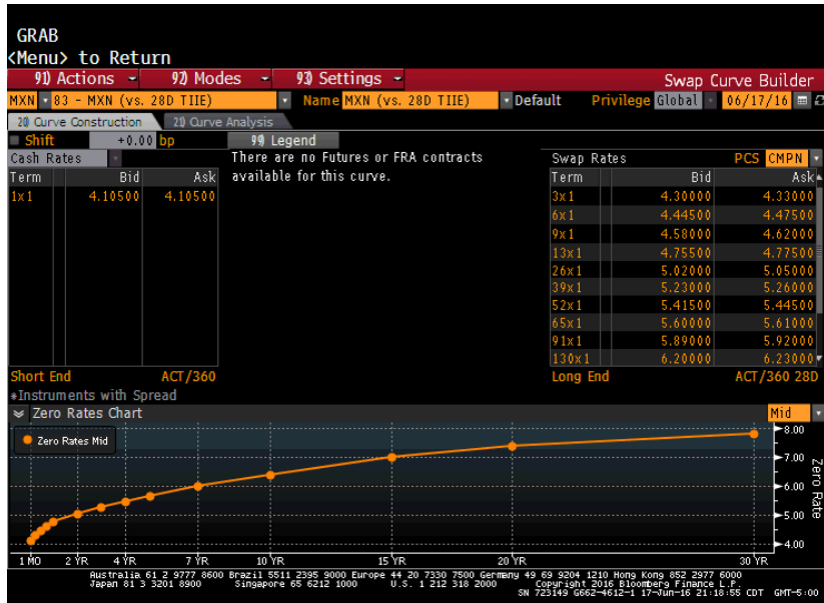 GRAB
<Menu> to Return
91) Actions 92) Modes 93) Settings Swap Curve Builder
MXN 83 - MXN (vs. 28D TIIE) Name MXN (vs. 28D TIIE) Default Privilege Global 06/17/16
20) Curve Construction 21) Curve Analysis
Shift +0.00 bp 99) Legend
Cash Rates There are no Futures or FRA contracts Swap Rates PCS CMPN
Term Bid Ask available for this curve. Term Bid Ask
1x1 4.10500 4.10500 3x1 4.30000 4.33000
6x1 4.44500 4.47500
9x1 4.58000 4.62000
13x1 4.75500 4.77500
26x1 5.02000 5.05000
39x1 5.23000 5.26000
52x1 5.41500 5.44500
65x1 5.60000 5.61000
91x1 5.89000 5.92000
130x1 6.20000 6.23000
Short End ACT/360 Long End ACT/360 28D
*Instruments with Spread
Zero Rates Chart Mid
Zero Rates Mid
8.00
7.00
6.00
5.00
4.00
Zero Rate
1 MO 2 YR 4 YR 7 YR 10 YR 15 YR 20 YR 30 YR
Australia 61 2 9777 8600 Brazil 5511 2395 9000 Europe 44 20 7330 7500 Germany 49 69 9204 1210 Hong Kong 852 2977 6000
Japan 81 3 3201 8900 Singapore 65 6212 1000 U.S. 1 212 318 2000 Copyright 2016 Bloomberg Finance L.P.
SN 723149 G662-4612-1 17-Jun-16 21:18:55 CDT GMT-5:00